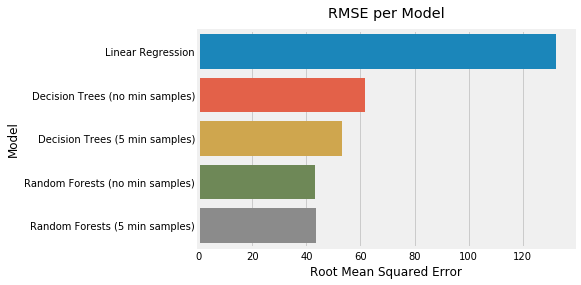 RMSE per Model
Model
Linear Regression
Decision Trees (no min samples)
Decision Trees (5 min samples)
Random Forests (no min samples)
Random Forests (5 min samples)
0 20 40 60 80 100 120
Root Mean Squared Error